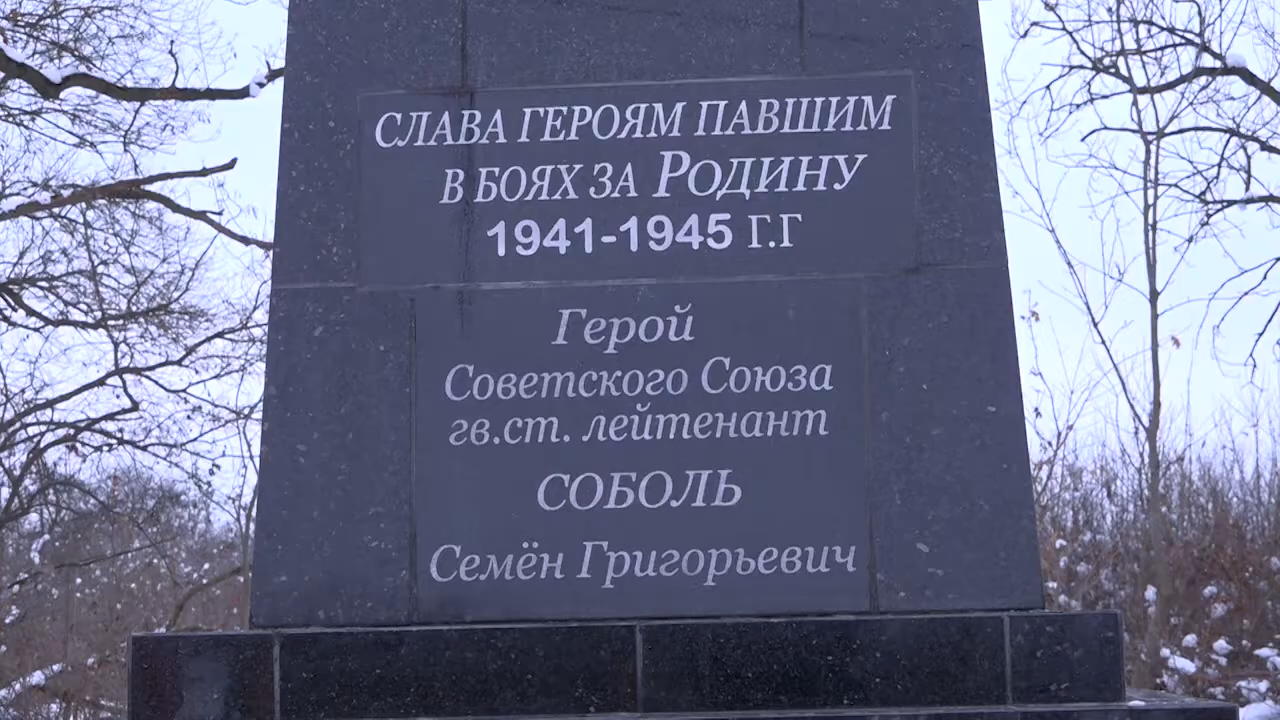 СЛАВА ГЕРОЯМ ПАВШИМ
В БОЯХ ЗА РОДИНУ
1941-1945 Г.Г
Герой
Советского Союза
гв.ст. лейтенант
СОБОЛЬ
Семён Григорьевич